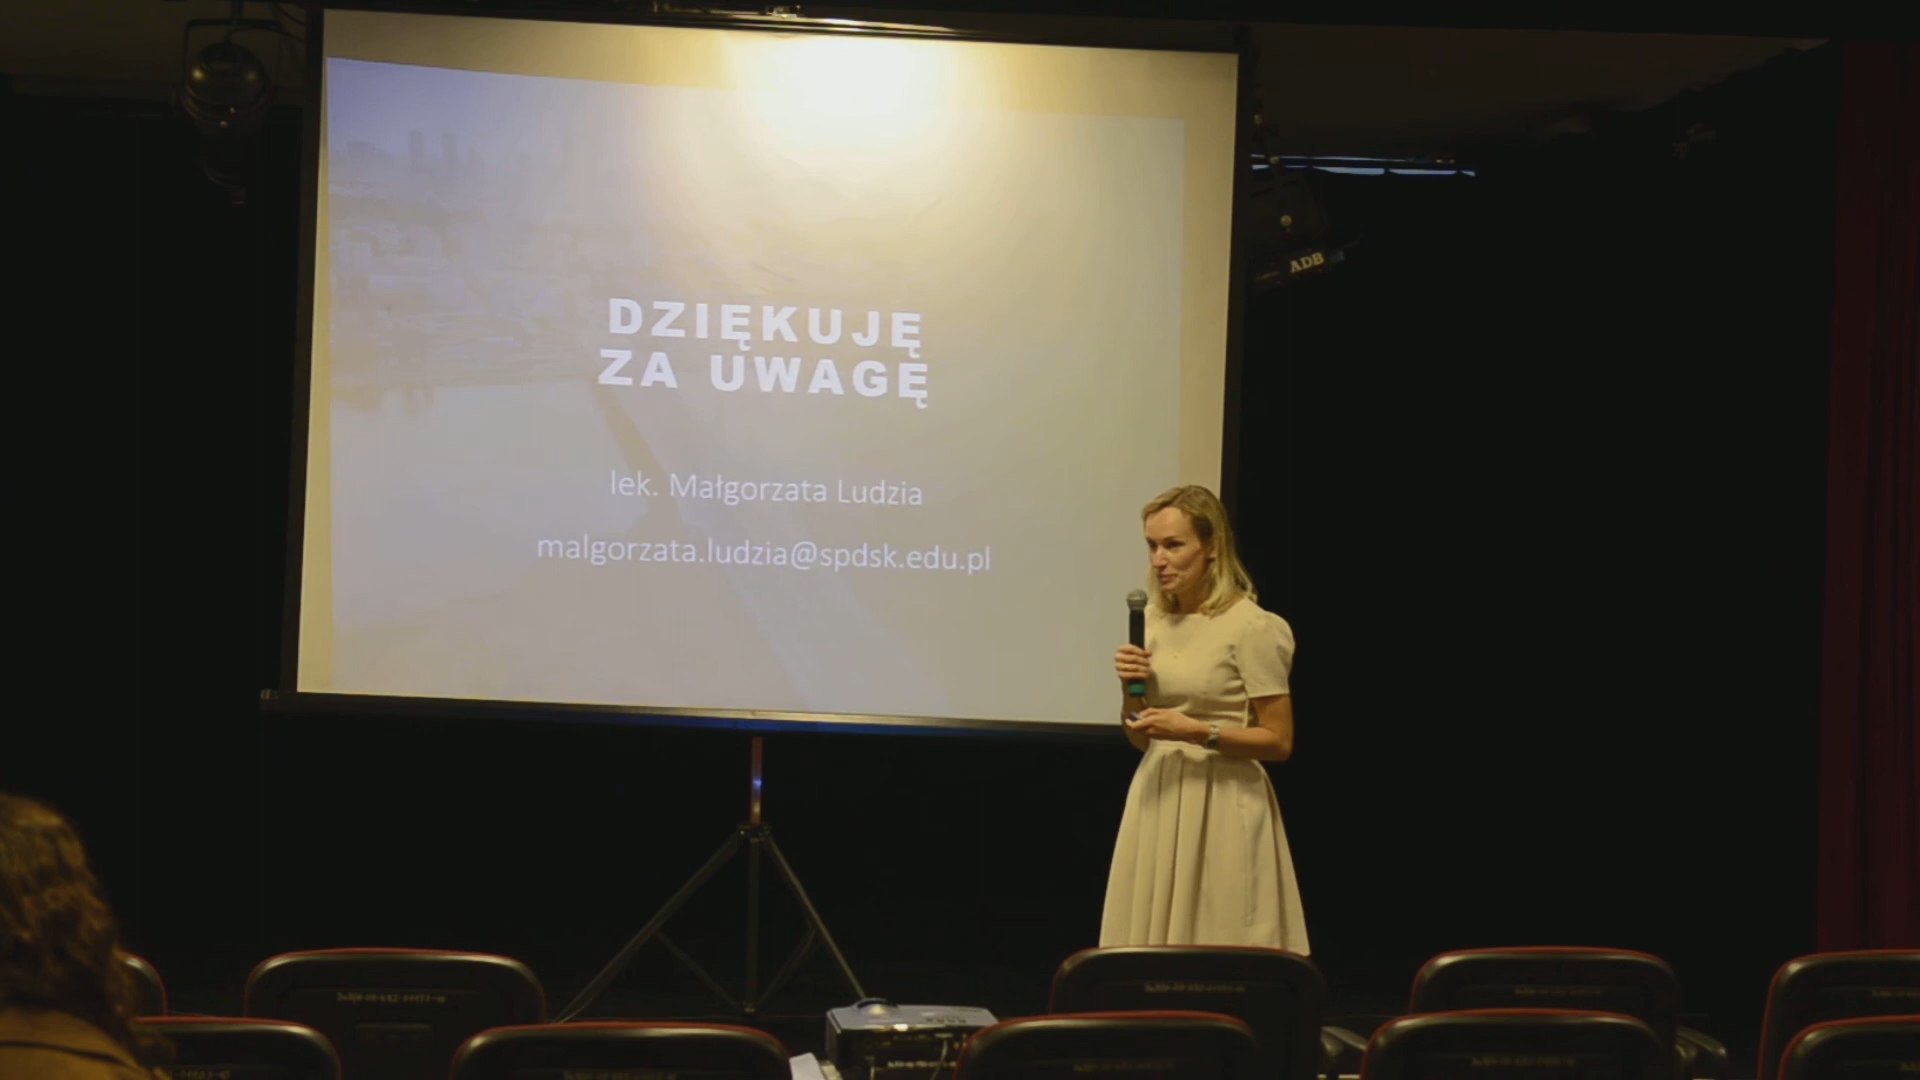 DZIĘKUJĘ
ZA UWAGĘ
lek. Małgorzata Ludzia
malgorzata.ludzia@spdsk.edu.pl
ADB